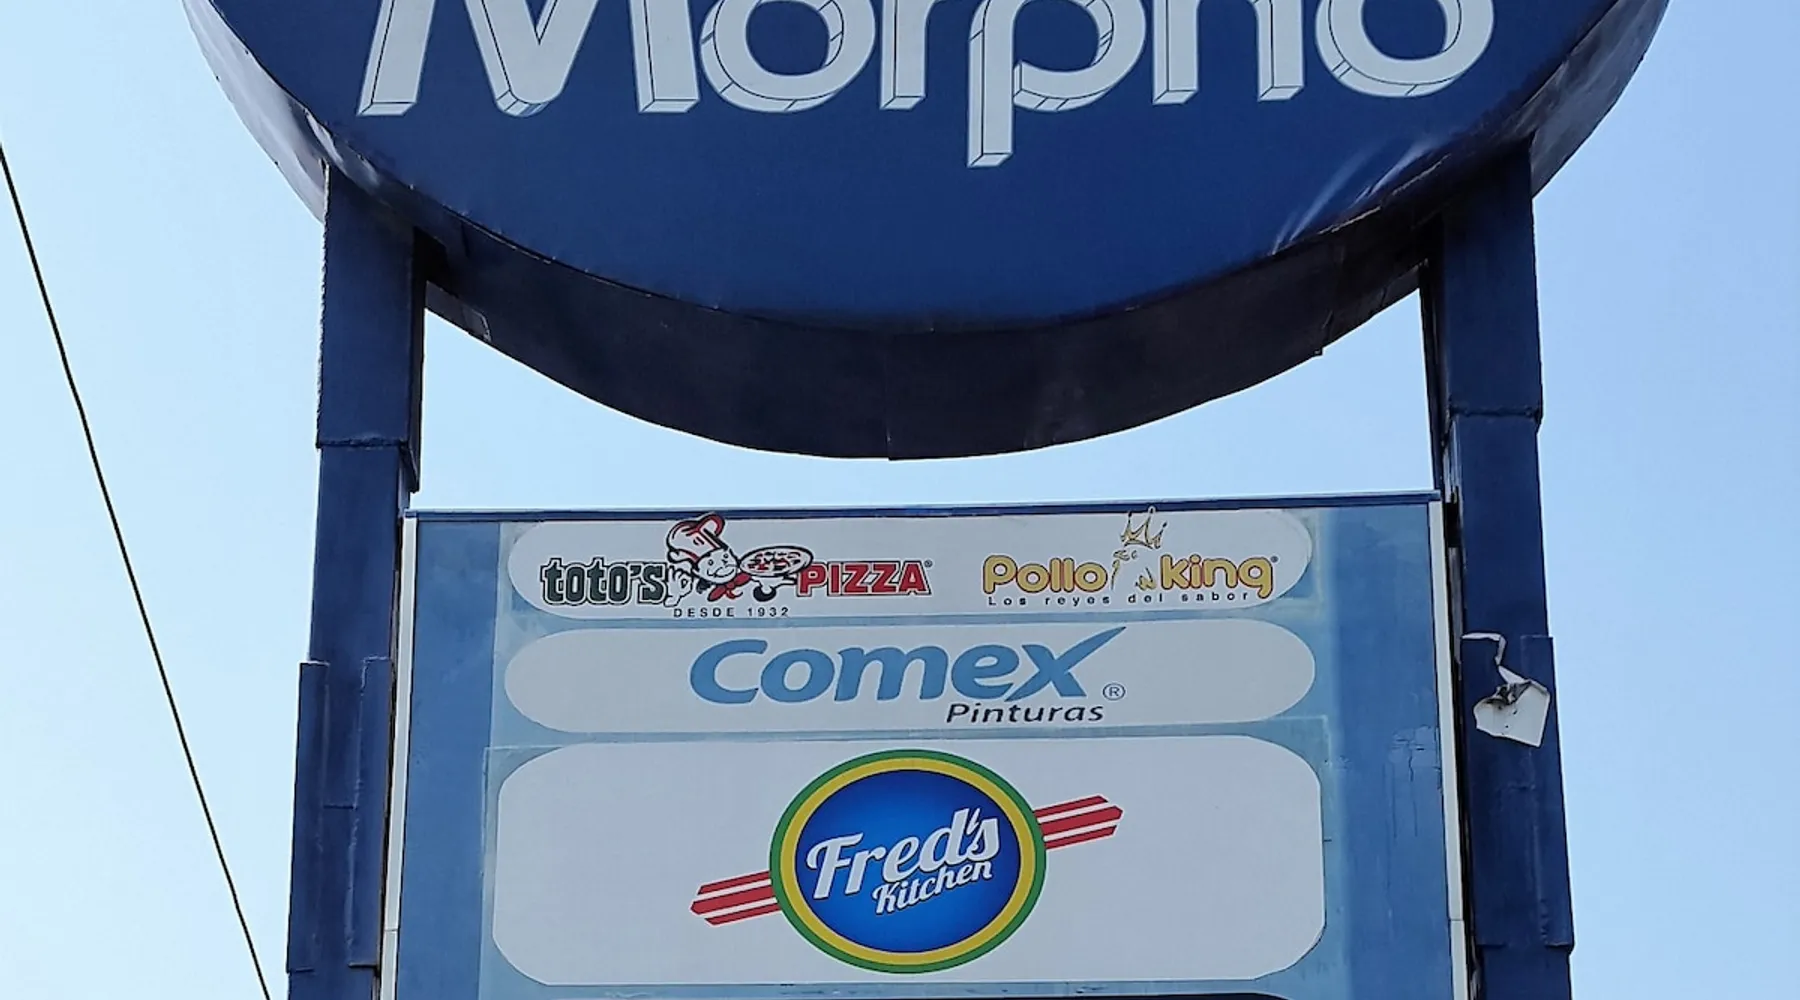 Morpho
toto's PIZZA
DESDE 1932
Pollo king®
Los reyes del sabor
Comex®
Pinturas
Fred's
Kitchen